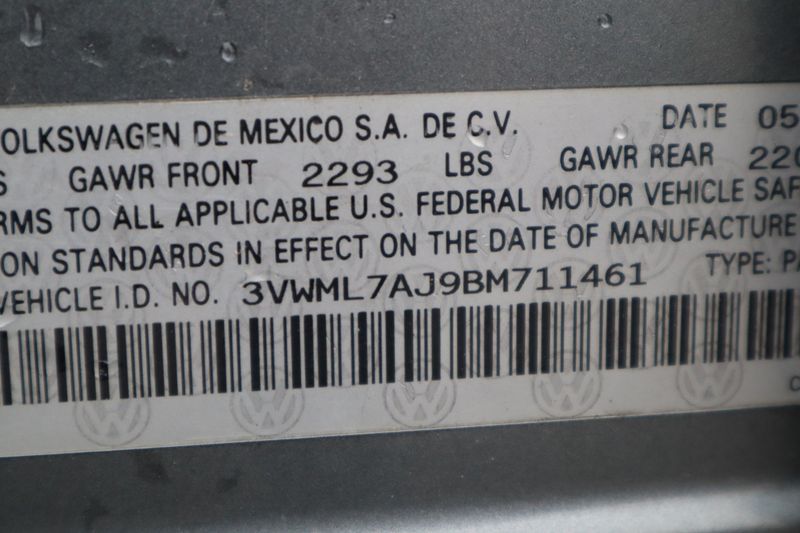 OLKSWAGEN DE MEXICO S.A. DE C.V. DATE 05
S GAWR FRONT 2293 LBS GAWR REAR 220
RMS TO ALL APPLICABLE U.S. FEDERAL MOTOR VEHICLE SAF
ON STANDARDS IN EFFECT ON THE DATE OF MANUFACTURE
VEHICLE I.D. NO. 3VWML7AJ9BM711461 TYPE: PA